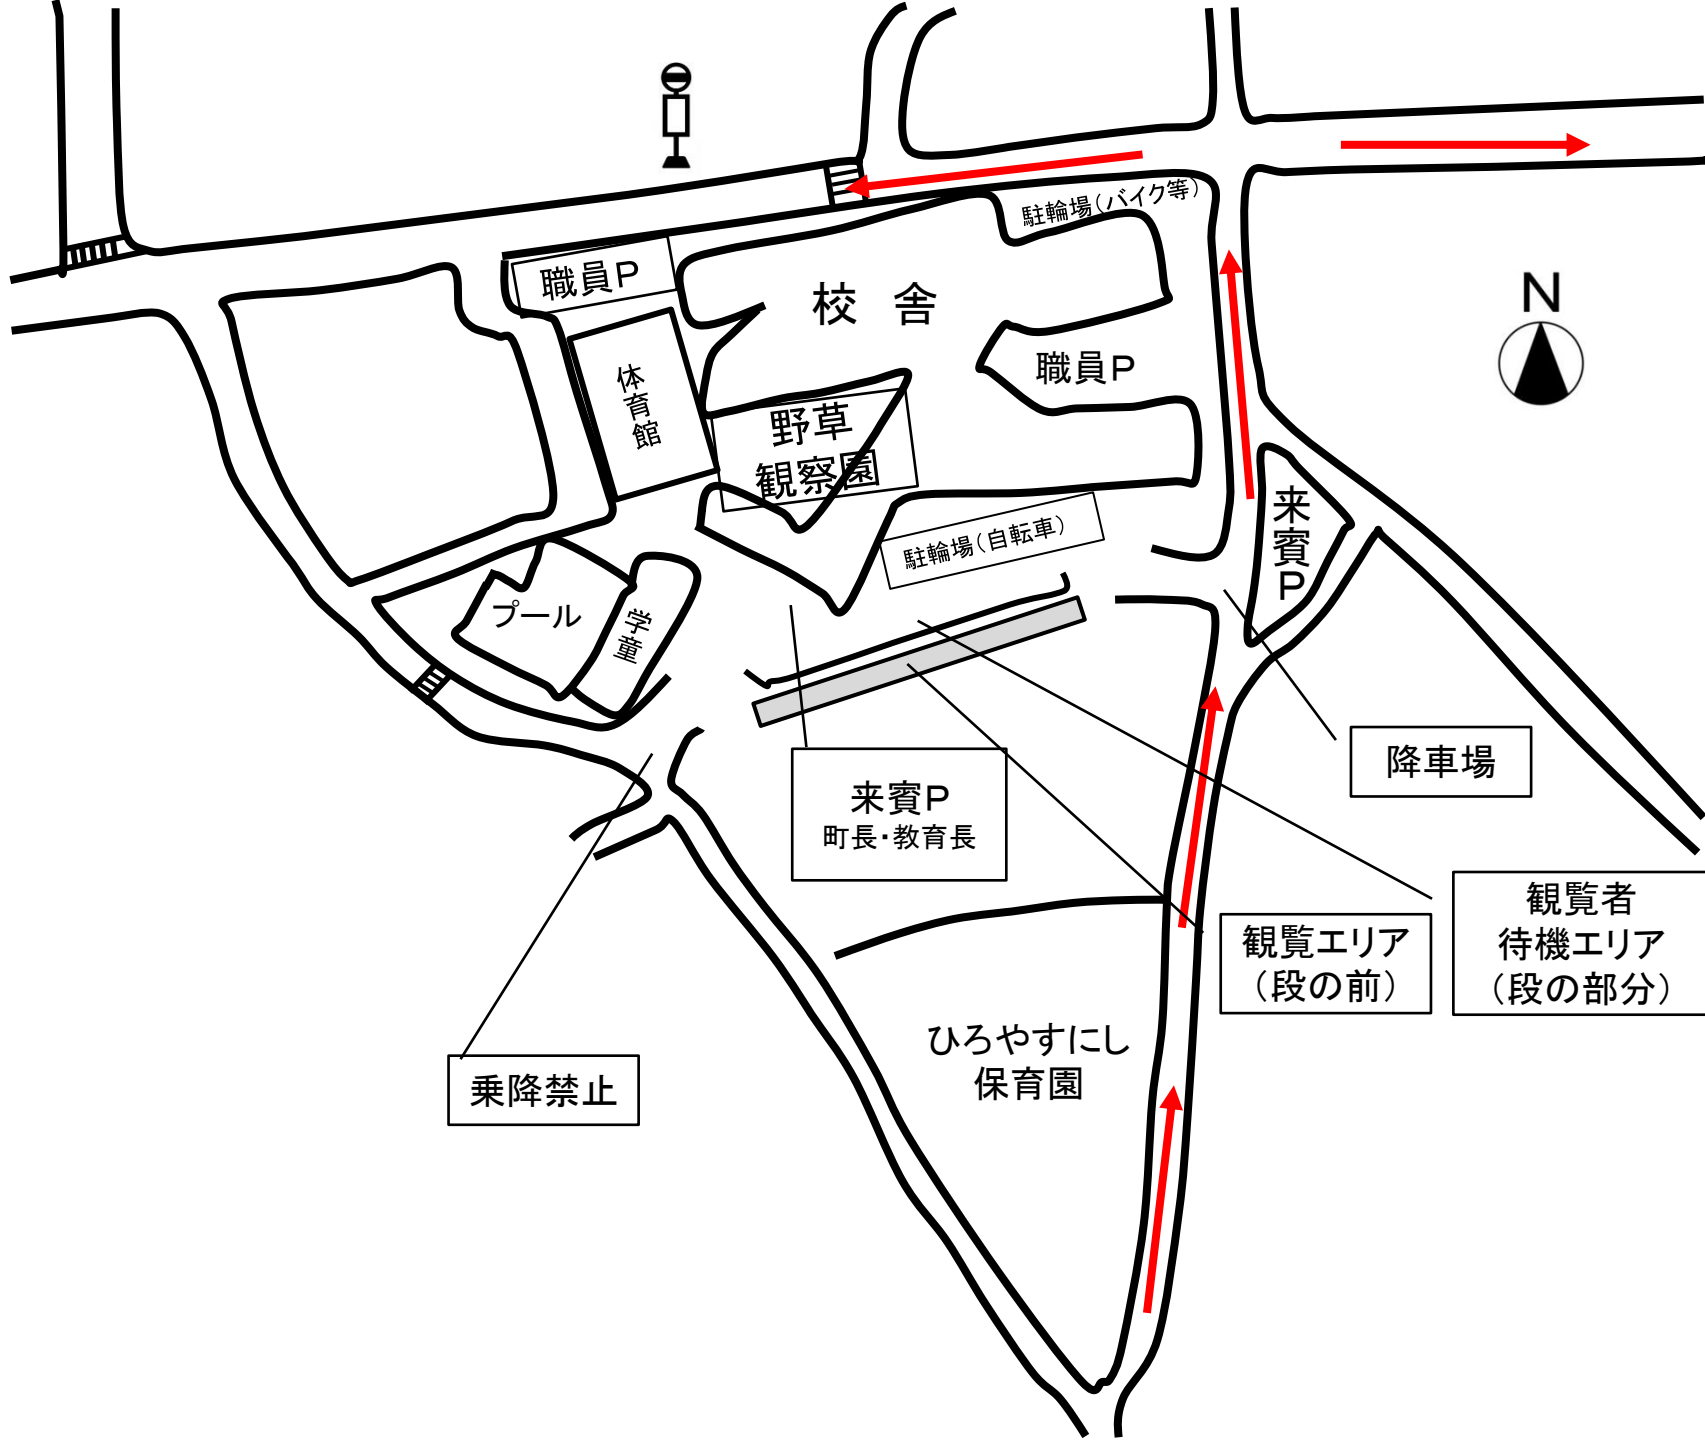 駐輪場(バイク等)
職員P
校 舎
N
体育館
職員P
野草
観察園
来賓P
駐輪場(自転車)
プール
学童
降車場
来賓P
町長・教育長
観覧者
待機エリア
(段の部分)
観覧エリア
(段の前)
ひろやすにし
保育園
乗降禁止